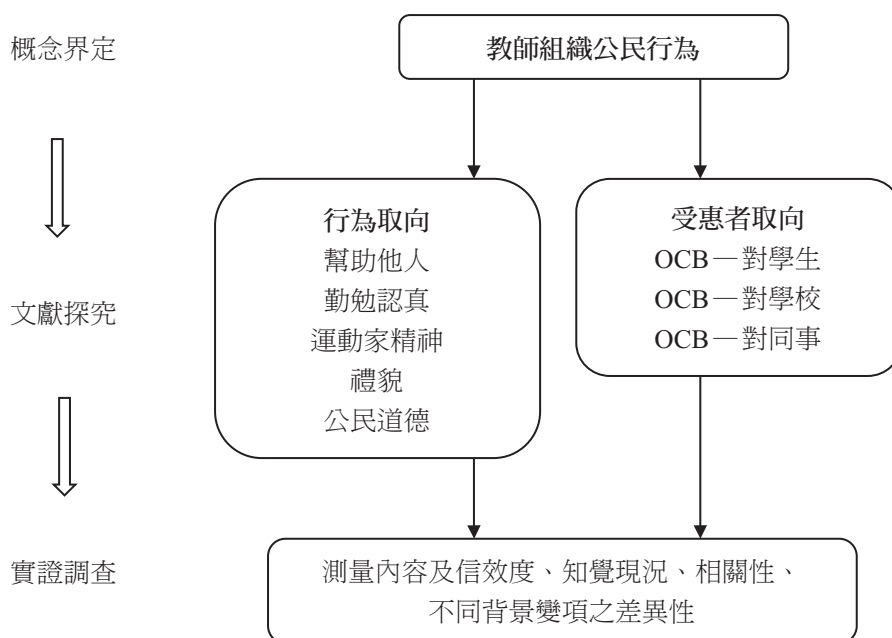 概念界定
教師組織公民行為
行為取向
幫助他人
勤勉認真
運動家精神
禮貌
公民道德
受惠者取向
OCB－對學生
OCB－對學校
OCB－對同事
文獻探究
實證調查
測量內容及信效度、知覺現況、相關性、
不同背景變項之差異性